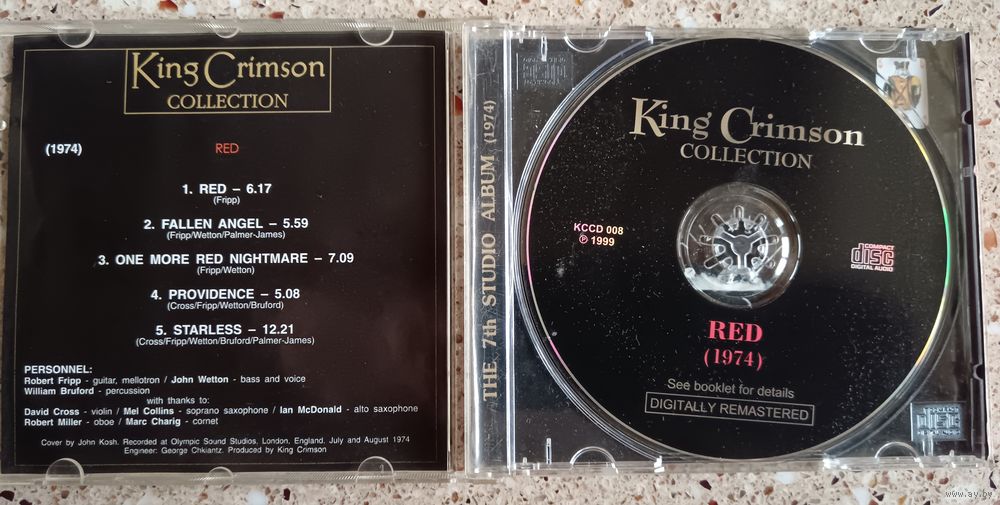 King Crimson
COLLECTION
(1974) RED
1. RED – 6.17
(Fripp)
2. FALLEN ANGEL – 5.59
(Fripp/Wetton/Palmer-James)
3. ONE MORE RED NIGHTMARE – 7.09
(Fripp/Wetton)
4. PROVIDENCE – 5.08
(Cross/Fripp/Wetton/Bruford)
5. STARLESS – 12.21
(Cross/Fripp/Wetton/Bruford/Palmer-James)
PERSONNEL:
Robert Fripp - guitar, mellotron / John Wetton - bass and voice
William Bruford - percussion
with thanks to:
David Cross - violin / Mel Collins - soprano saxophone / Ian McDonald - alto saxophone
Robert Miller - oboe / Marc Charig - cornet
Cover by John Kosh. Recorded at Olympic Sound Studios, London, England, July and August 1974
Engineer: George Chkiantz. Produced by King Crimson
THE 7th STUDIO ALBUM (1974)
King Crimson
COLLECTION
KCCD 008
℗ 1999
COMPACT
disc
DIGITAL AUDIO
RED
(1974)
See booklet for details
DIGITALLY REMASTERED
www.ay.by